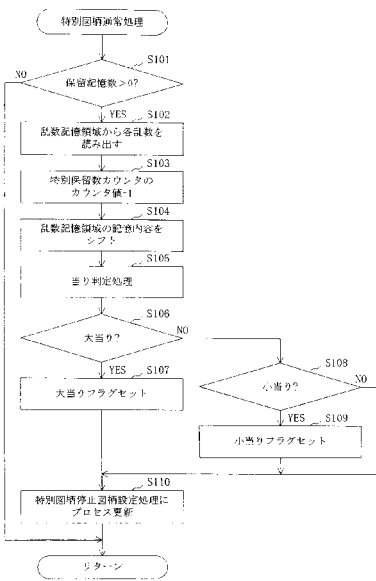 特別図柄通常処理
S101
NO
保留記憶数>0?
YES
S102
乱数記憶領域から各乱数を
読み出す
S103
特別保留数カウンタの
カウンタ値-1
S104
乱数記憶領域の記憶内容を
シフト
S105
当り判定処理
S106
大当り?
NO
YES
S107
大当りフラグセット
S108
小当り?
NO
YES
S109
小当りフラグセット
S110
特別図柄停止図柄設定処理に
プロセス更新
リターン